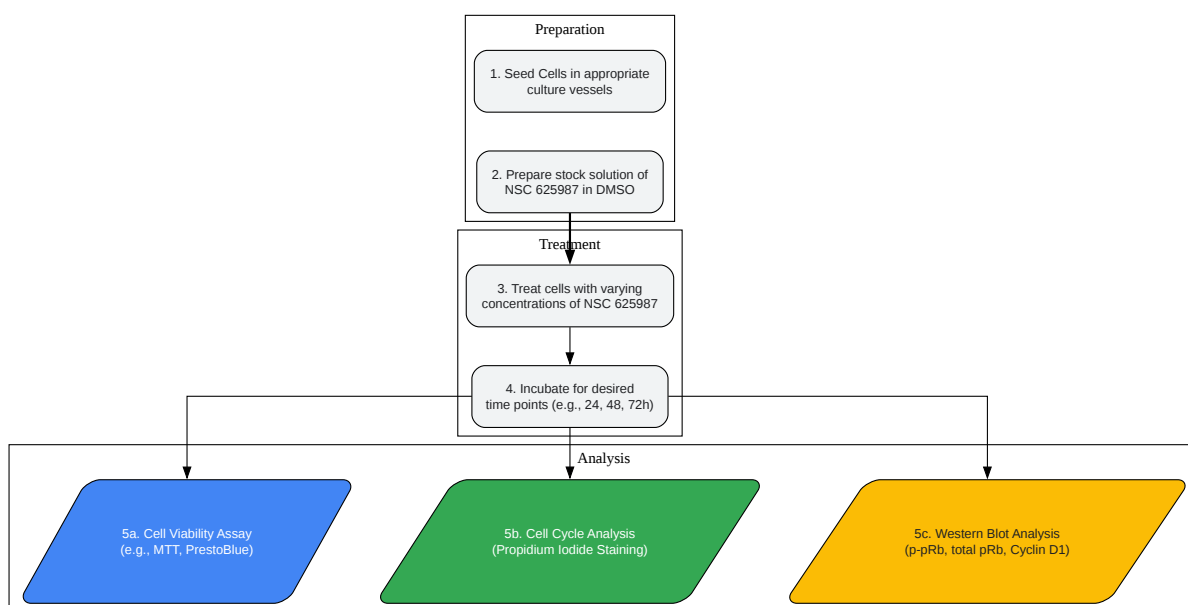 Preparation
1. Seed Cells in appropriate
culture vessels
2. Prepare stock solution of
NSC 625987 in DMSO
Treatment
3. Treat cells with varying
concentrations of NSC 625987
4. Incubate for desired
time points (e.g., 24, 48, 72h)
Analysis
5a. Cell Viability Assay
(e.g., MTT, PrestoBlue)
5b. Cell Cycle Analysis
(Propidium Iodide Staining)
5c. Western Blot Analysis
(p-pRb, total pRb, Cyclin D1)